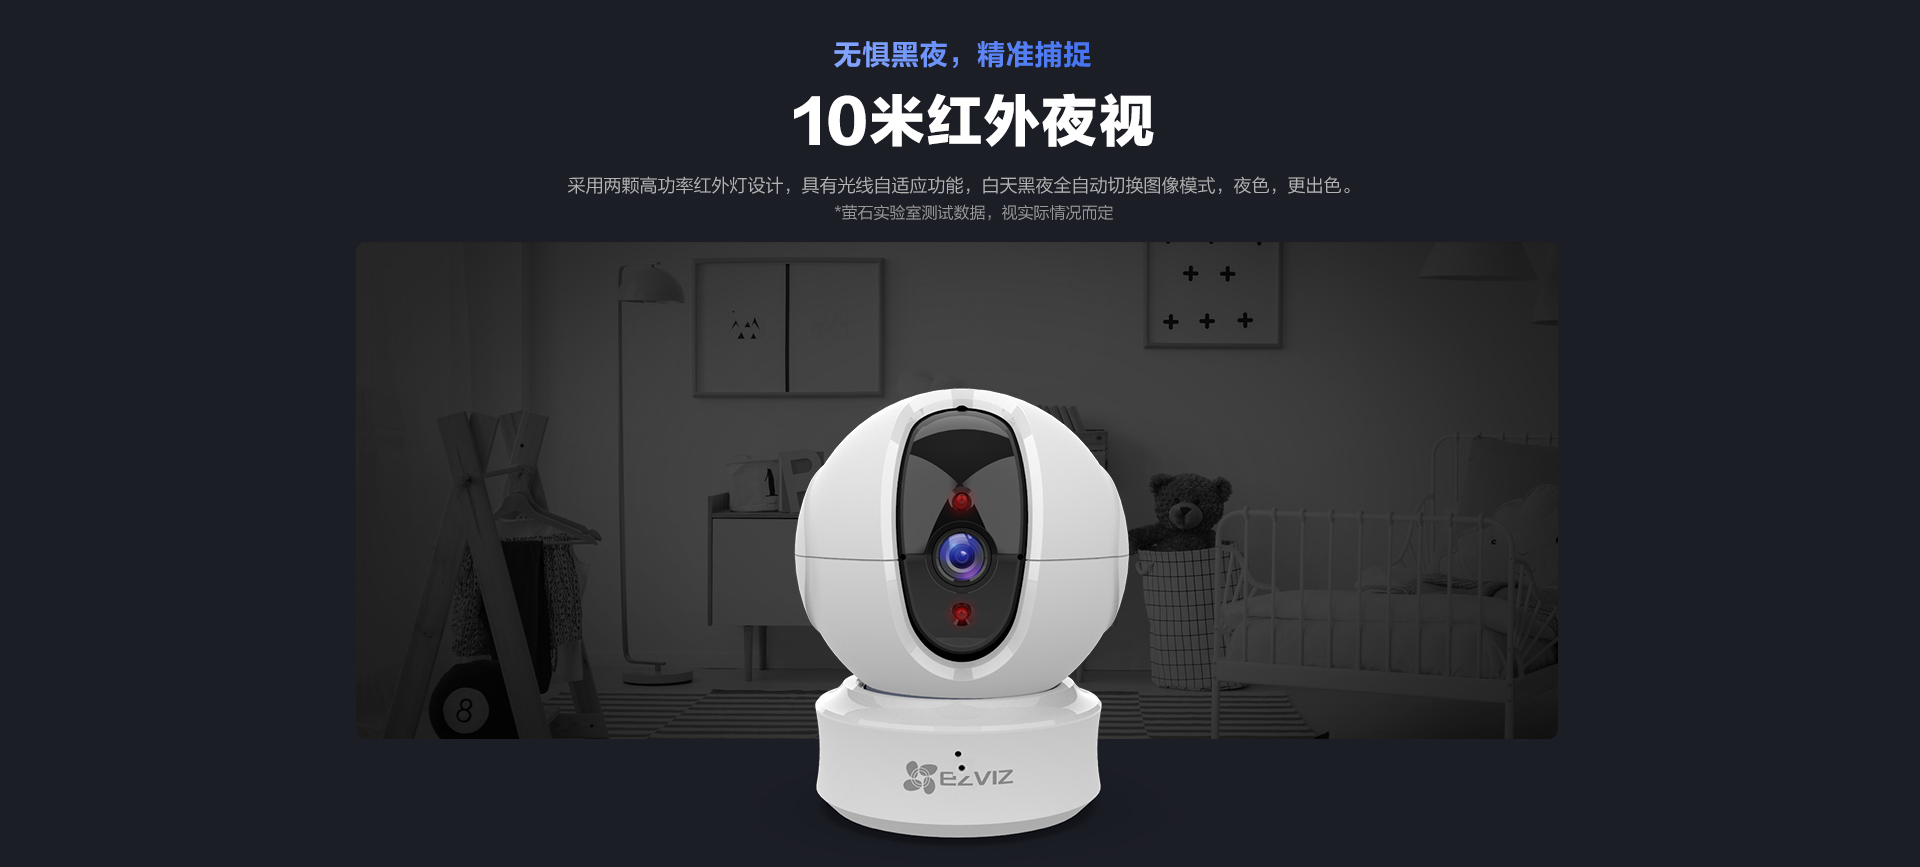 无惧黑夜，精准捕捉
10米红外夜视
采用两颗高功率红外灯设计，具有光线自适应功能，白天黑夜全自动切换图像模式，夜色，更出色。
*萤石实验室测试数据，视实际情况而定
B
8
EZVIZ